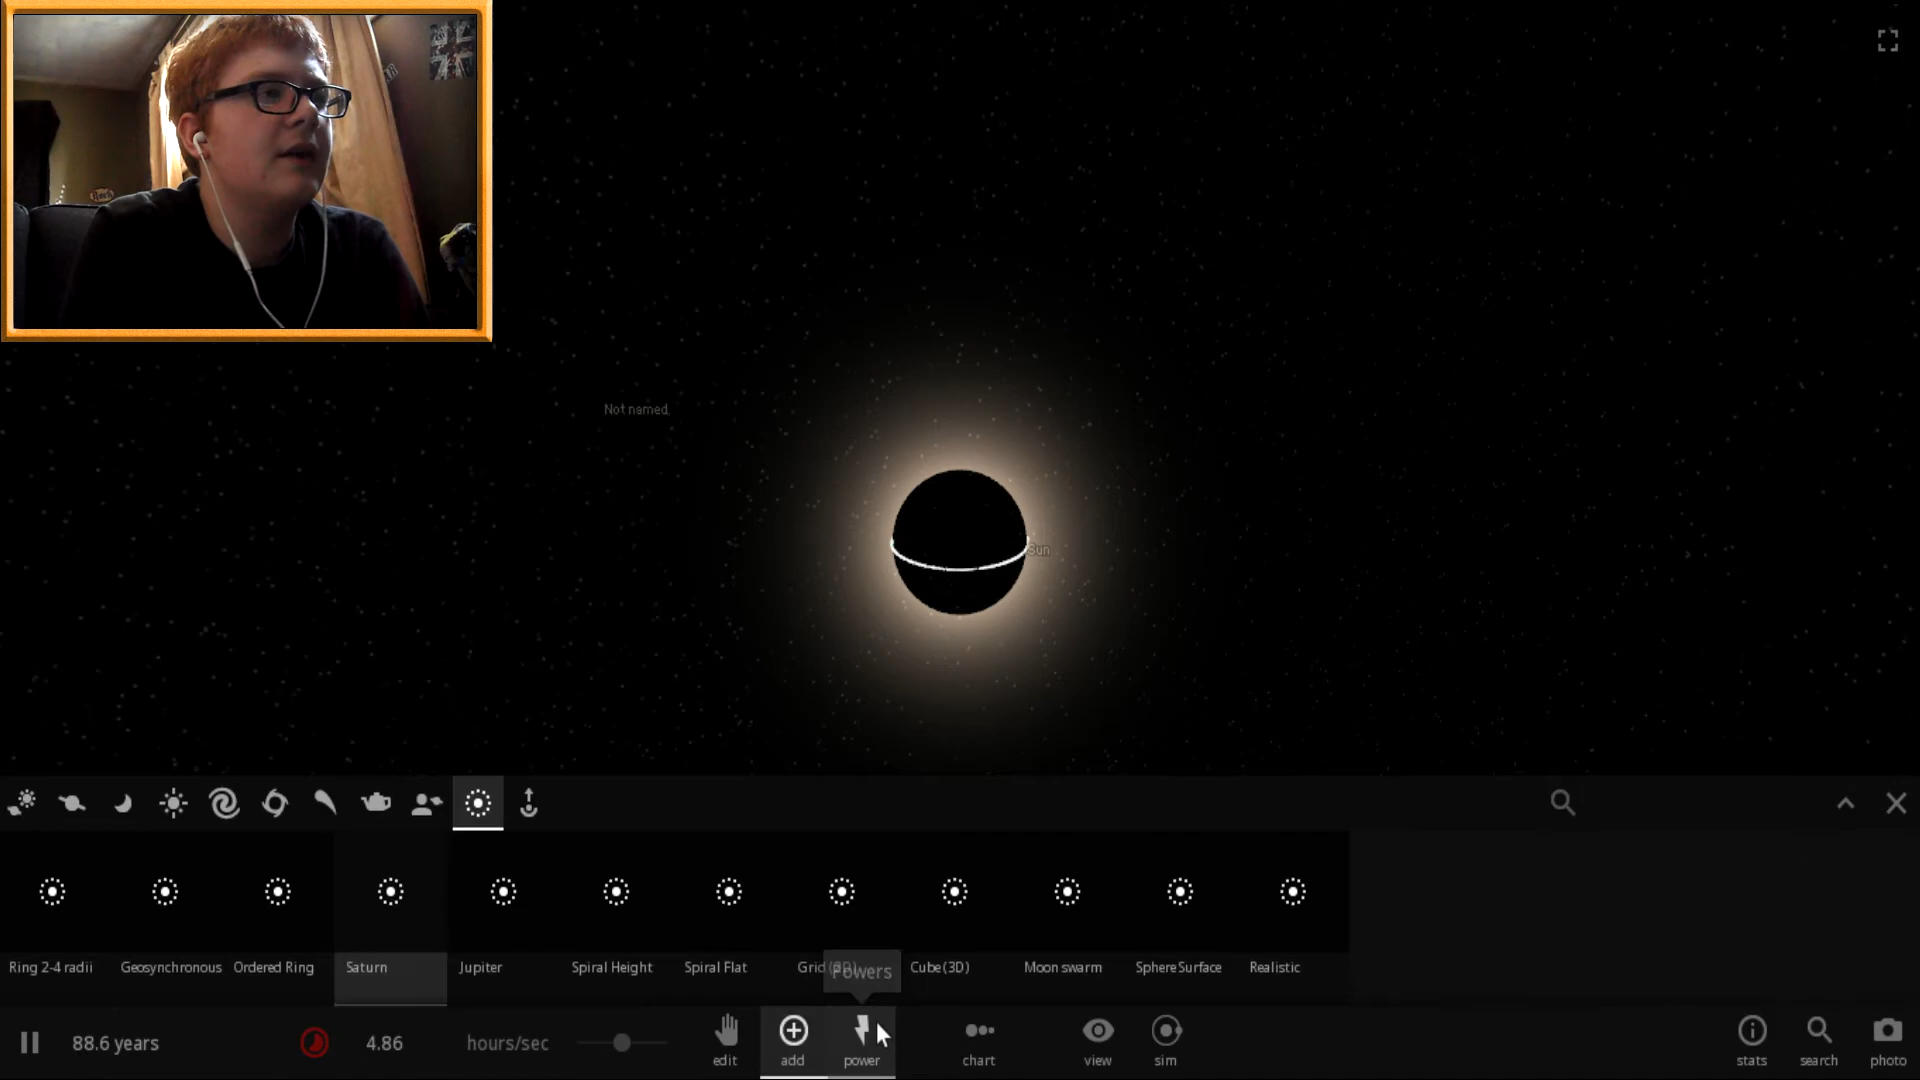 Not named
Sun
Ring 2-4 radii
Geosynchronous
Ordered Ring
Saturn
Jupiter
Spiral Height
Spiral Flat
Grid
Cube (3D)
Moon swarm
Sphere Surface
Realistic
Powers
88.6 years
4.86
hours/sec
edit
add
power
chart
view
sim
stats
search
photo